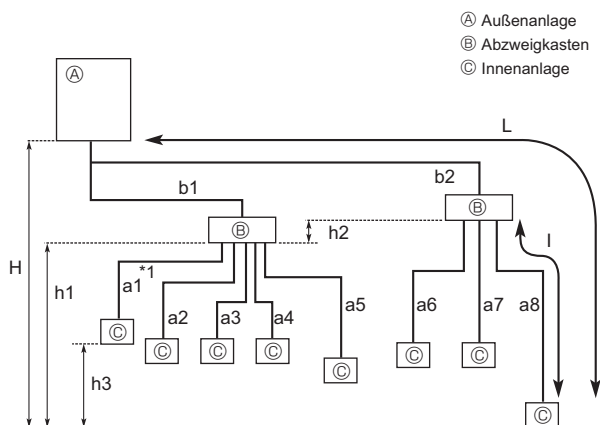 Ⓐ Außenanlage
Ⓑ Abzweigkasten
Ⓒ Innenanlage
Ⓐ
L
b1
b2
Ⓑ
Ⓑ
h2
I
H
h1
a1
*1
a2
a3
a4
a5
a6
a7
a8
Ⓒ
Ⓒ
Ⓒ
Ⓒ
Ⓒ
Ⓒ
Ⓒ
h3
Ⓒ